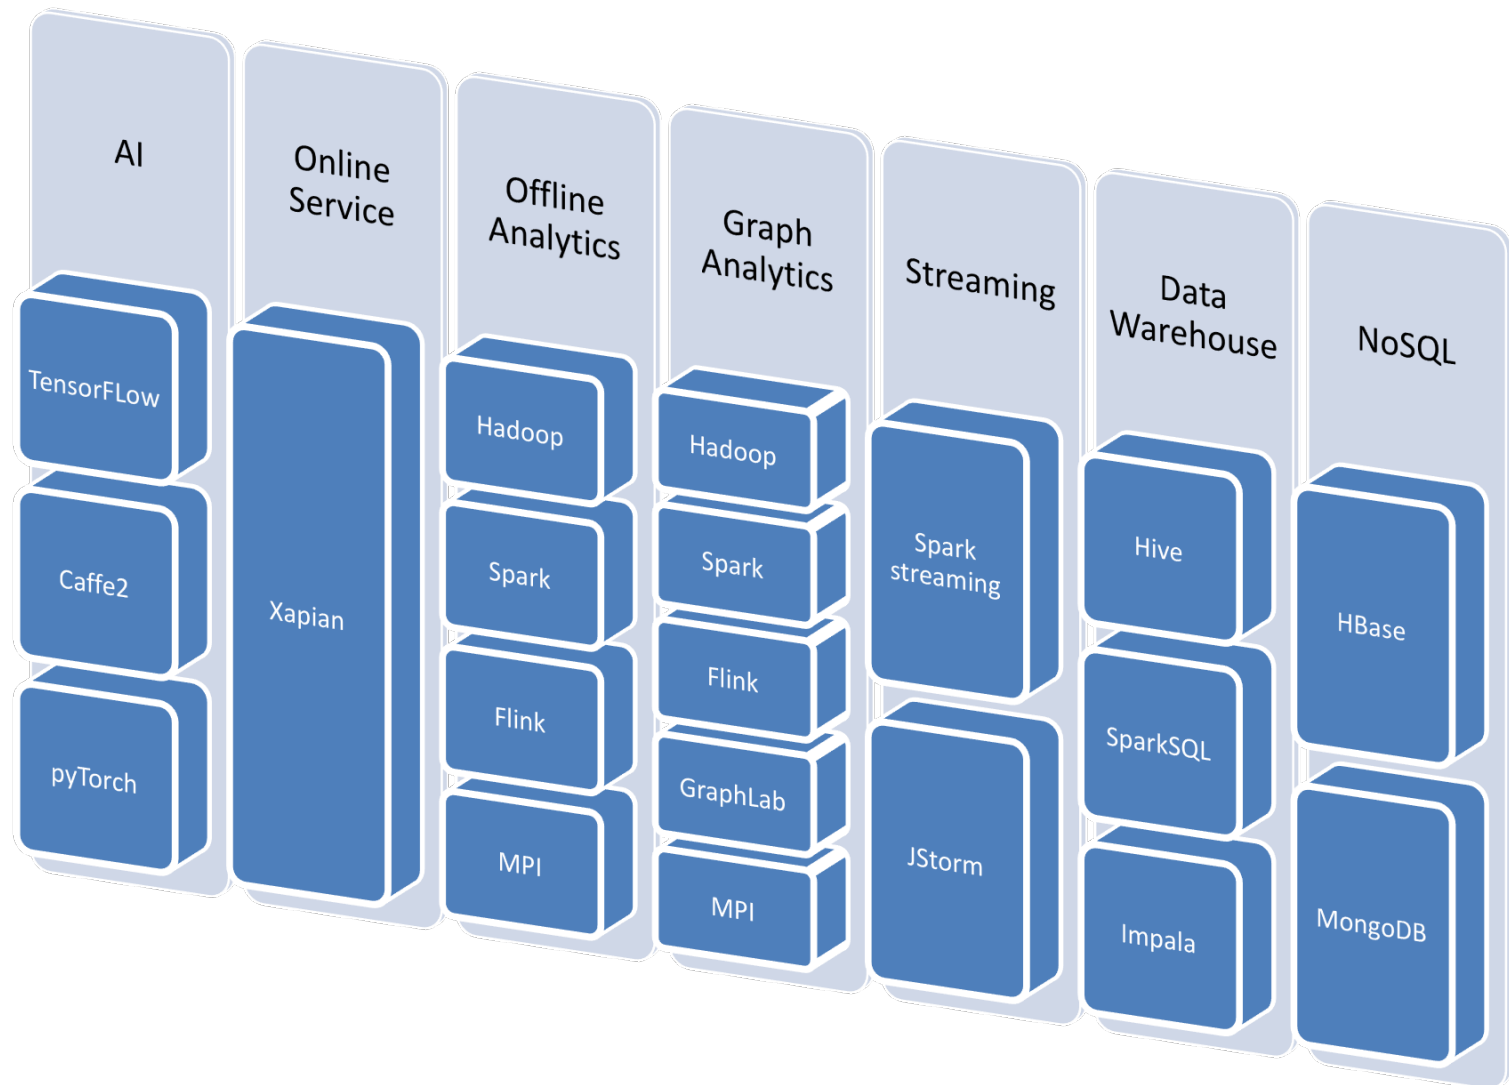 AI
TensorFLow
Caffe2
pyTorch
Online
Service
Xapian
Offline
Analytics
Hadoop
Spark
Flink
MPI
Graph
Analytics
Hadoop
Spark
Flink
GraphLab
MPI
Streaming
Spark
streaming
JStorm
Data
Warehouse
Hive
SparkSQL
Impala
NoSQL
HBase
MongoDB